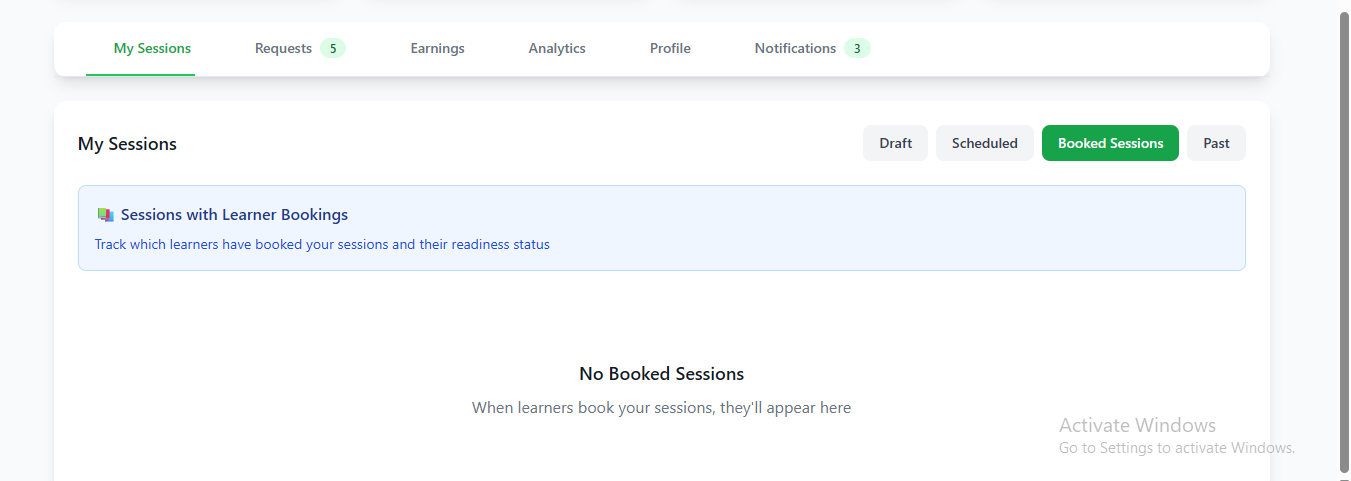 My Sessions Requests 5 Earnings Analytics Profile Notifications 3
My Sessions Draft Scheduled Booked Sessions Past
Sessions with Learner Bookings
Track which learners have booked your sessions and their readiness status
No Booked Sessions
When learners book your sessions, they'll appear here
Activate Windows
Go to Settings to activate Windows.